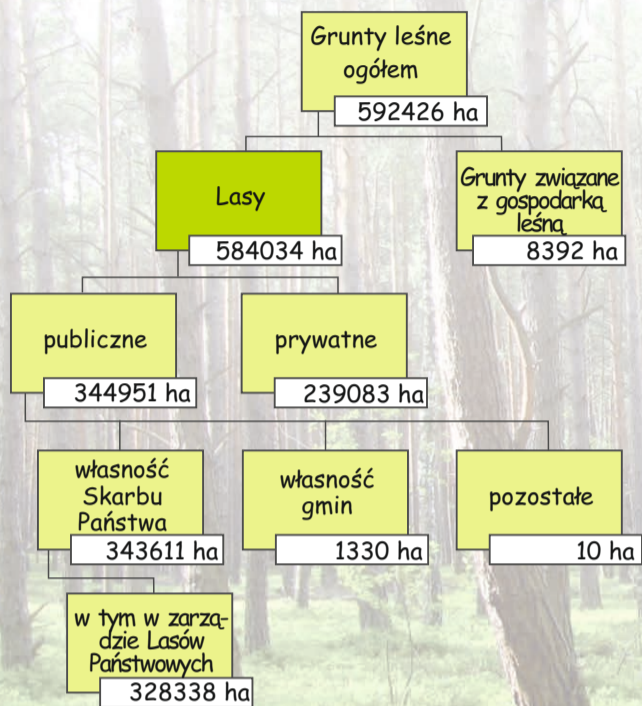 Grunty leśne
ogółem
592426 ha
Lasy
584034 ha
Grunty związane
z gospodarką
leśną
8392 ha
publiczne
344951 ha
prywatne
239083 ha
własność
Skarbu
Państwa
343611 ha
własność
gmin
1330 ha
pozostałe
10 ha
w tym w zarzą-
dzie Lasów
Państwowych
328338 ha